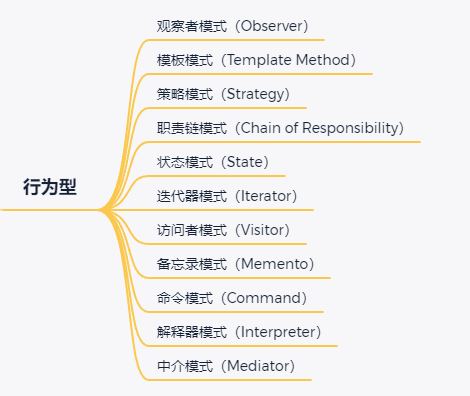 行为型
观察者模式（Observer）
模板模式（Template Method）
策略模式（Strategy）
职责链模式（Chain of Responsibility）
状态模式（State）
迭代器模式（Iterator）
访问者模式（Visitor）
备忘录模式（Memento）
命令模式（Command）
解释器模式（Interpreter）
中介模式（Mediator）